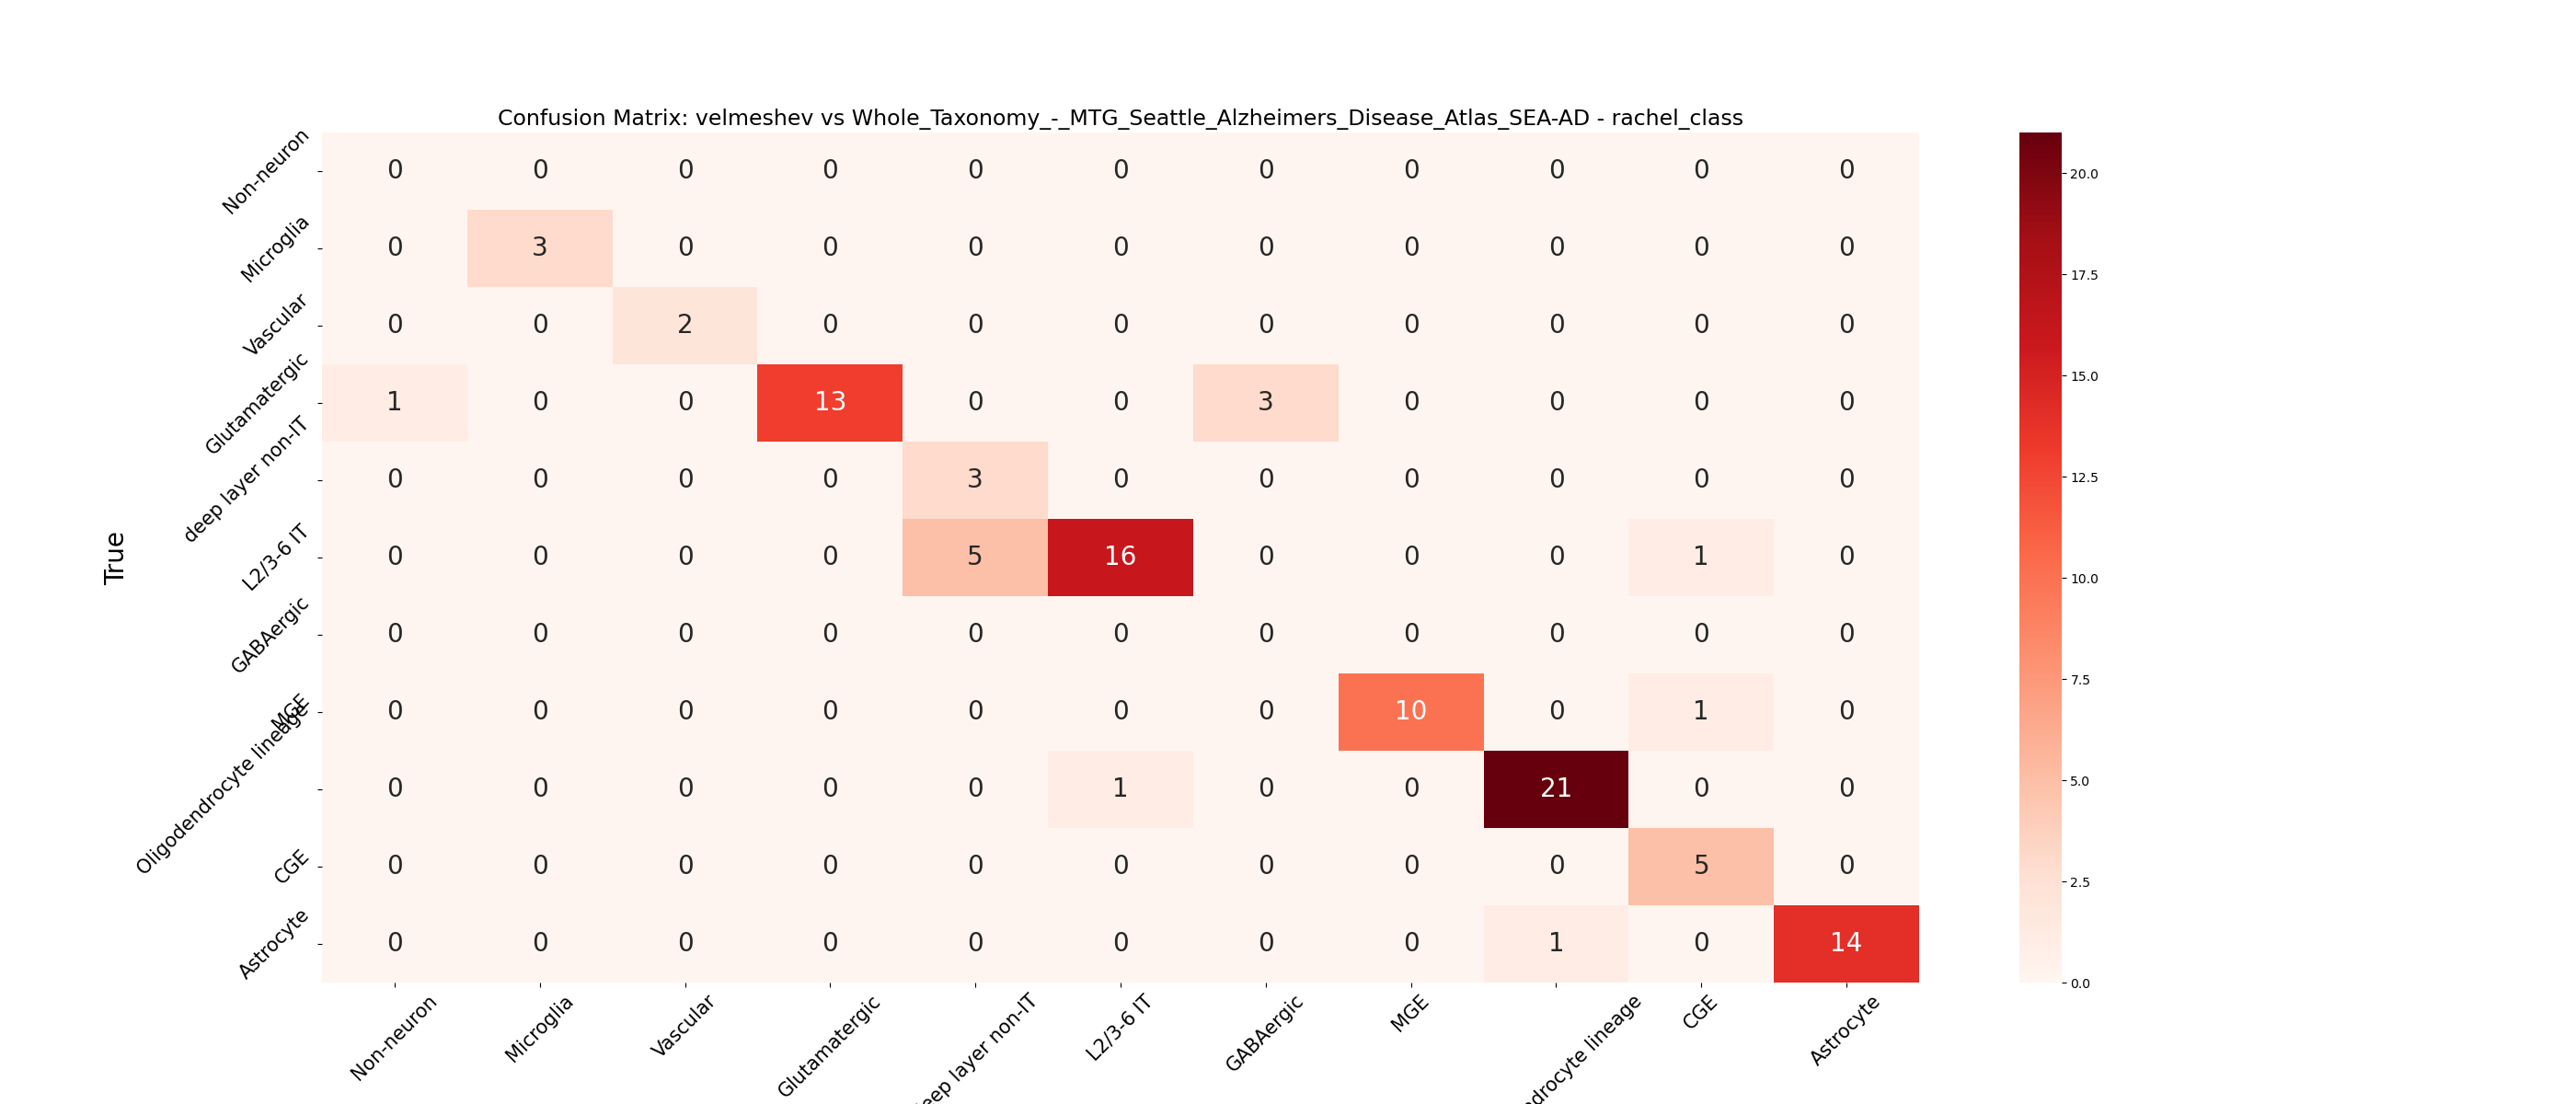 Confusion Matrix: velmeshev vs Whole_Taxonomy_-_MTG_Seattle_Alzheimers_Disease_Atlas_SEA-AD - rachel_class
True
Non-neuron 0 0 0 0 0 0 0 0 0 0 0
Microglia 0 3 0 0 0 0 0 0 0 0 0
Vascular 0 0 2 0 0 0 0 0 0 0 0
Glutamatergic 1 0 0 13 0 0 3 0 0 0 0
deep layer non-IT 0 0 0 0 3 0 0 0 0 0 0
L2/3-6 IT 0 0 0 0 5 16 0 0 0 1 0
GABAergic 0 0 0 0 0 0 0 0 0 0 0
MGE 0 0 0 0 0 0 0 10 0 1 0
Oligodendrocyte lineage 0 0 0 0 0 1 0 0 21 0 0
CGE 0 0 0 0 0 0 0 0 0 5 0
Astrocyte 0 0 0 0 0 0 0 0 1 0 14
Non-neuron Microglia Vascular Glutamatergic eep layer non-IT L2/3-6 IT GABAergic MGE ndrocyte lineage CGE Astrocyte
20.0
17.5
15.0
12.5
10.0
7.5
5.0
2.5
0.0